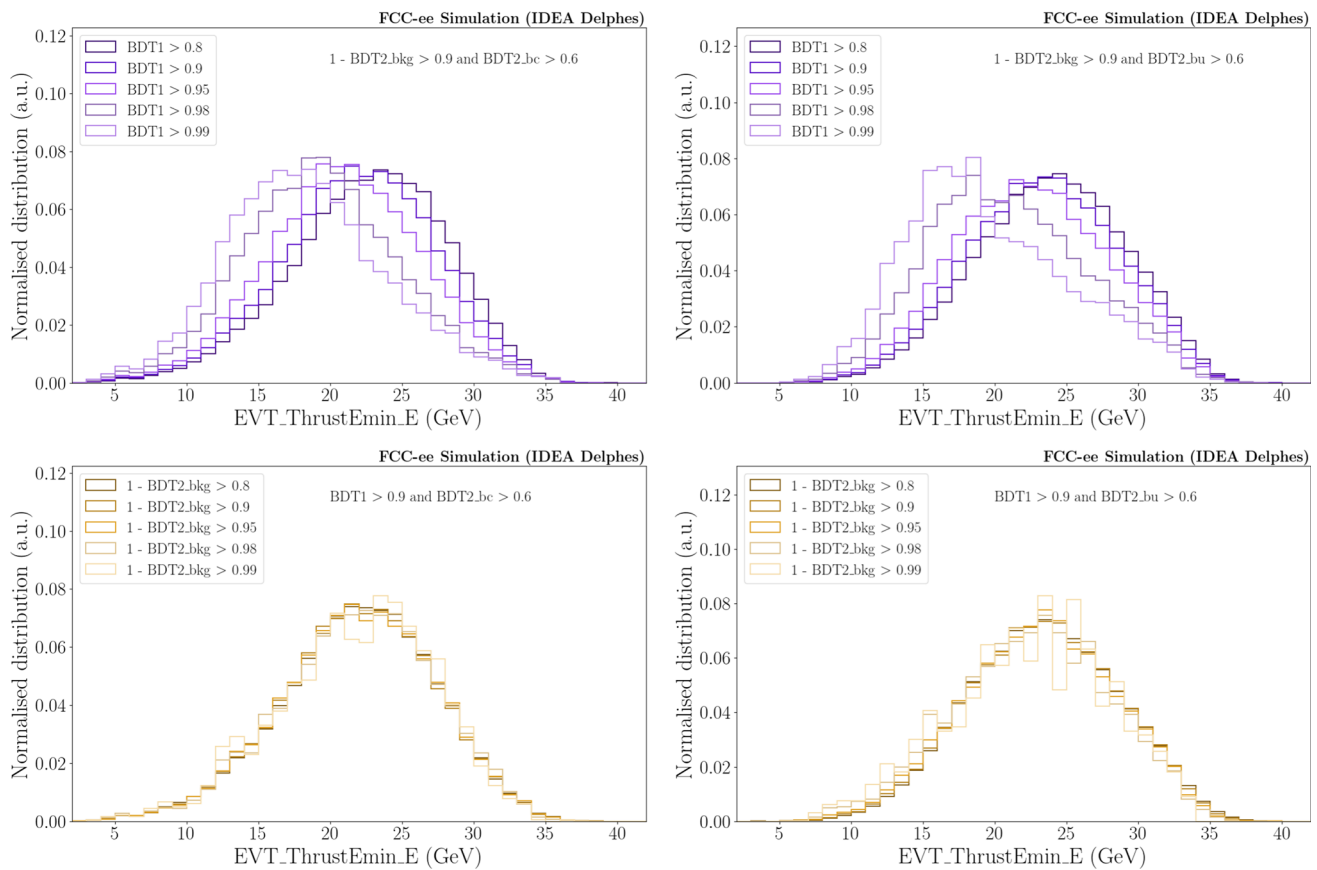 FCC-ee Simulation (IDEA Delphes)
0.12
0.10
0.08
0.06
0.04
0.02
0.00
Normalised distribution (a.u.)
BDT1 > 0.8
BDT1 > 0.9
BDT1 > 0.95
BDT1 > 0.98
BDT1 > 0.99
1 - BDT2_bkg > 0.9 and BDT2_bc > 0.6
5 10 15 20 25 30 35 40
EVT_ThrustEmin_E (GeV)
FCC-ee Simulation (IDEA Delphes)
0.12
0.10
0.08
0.06
0.04
0.02
0.00
Normalised distribution (a.u.)
BDT1 > 0.8
BDT1 > 0.9
BDT1 > 0.95
BDT1 > 0.98
BDT1 > 0.99
1 - BDT2_bkg > 0.9 and BDT2_bu > 0.6
5 10 15 20 25 30 35 40
EVT_ThrustEmin_E (GeV)
FCC-ee Simulation (IDEA Delphes)
0.12
0.10
0.08
0.06
0.04
0.02
0.00
Normalised distribution (a.u.)
1 - BDT2_bkg > 0.8
1 - BDT2_bkg > 0.9
1 - BDT2_bkg > 0.95
1 - BDT2_bkg > 0.98
1 - BDT2_bkg > 0.99
BDT1 > 0.9 and BDT2_bc > 0.6
5 10 15 20 25 30 35 40
EVT_ThrustEmin_E (GeV)
FCC-ee Simulation (IDEA Delphes)
0.12
0.10
0.08
0.06
0.04
0.02
0.00
Normalised distribution (a.u.)
1 - BDT2_bkg > 0.8
1 - BDT2_bkg > 0.9
1 - BDT2_bkg > 0.95
1 - BDT2_bkg > 0.98
1 - BDT2_bkg > 0.99
BDT1 > 0.9 and BDT2_bu > 0.6
5 10 15 20 25 30 35 40
EVT_ThrustEmin_E (GeV)